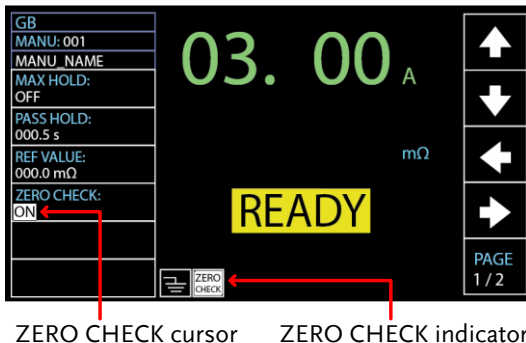 GB
MANU: 001
MANU_NAME
MAX HOLD:
OFF
PASS HOLD:
000.5 s
REF VALUE:
000.0 mΩ
ZERO CHECK:
ON
03. 00 A
mΩ
READY
ZERO
CHECK
PAGE
1 / 2
ZERO CHECK cursor
ZERO CHECK indicator